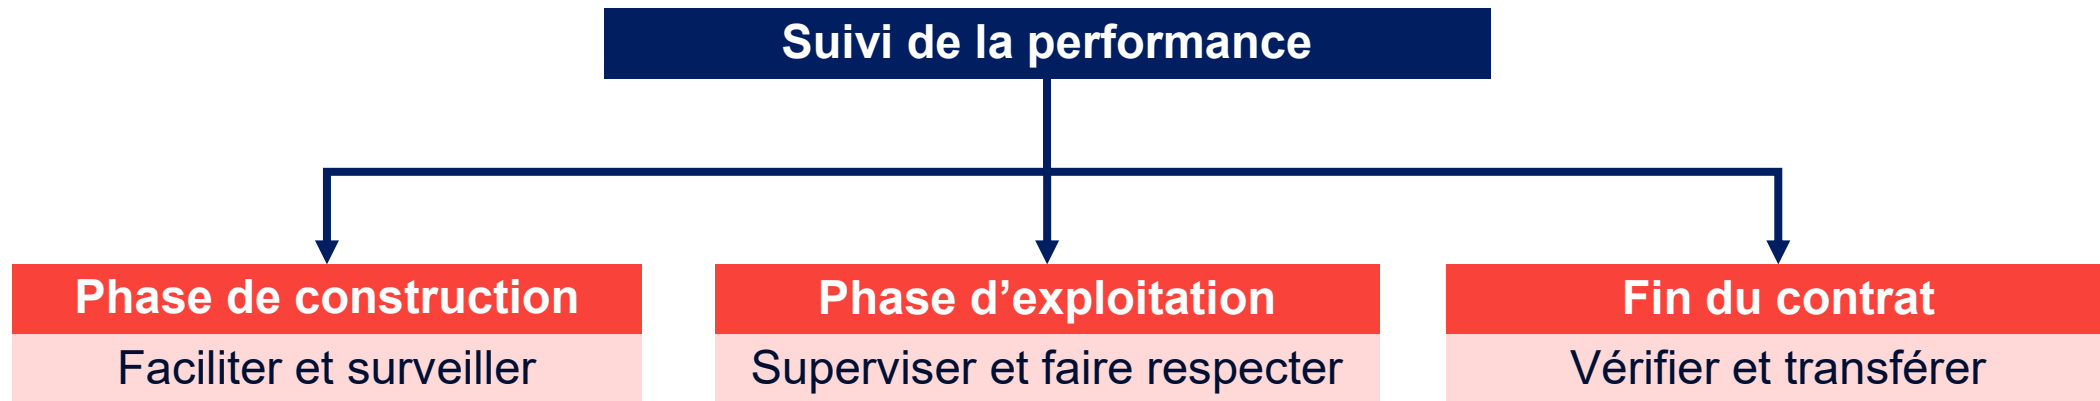 Suivi de la performance
Phase de construction
Faciliter et surveiller
Phase d’exploitation
Superviser et faire respecter
Fin du contrat
Vérifier et transférer